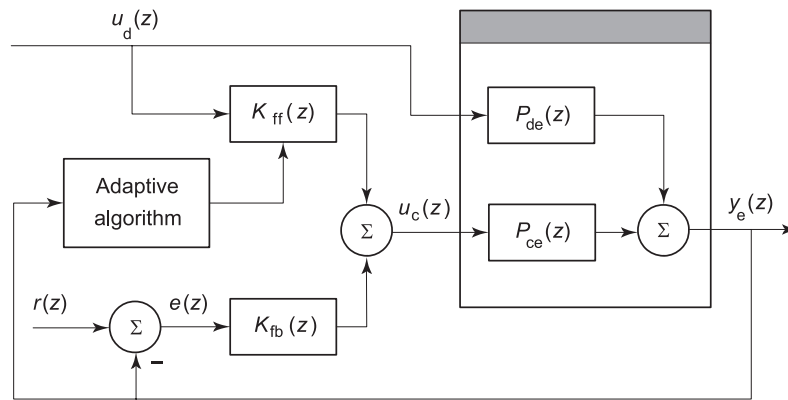 u_d(z)
K_ff(z)
P_de(z)
Adaptive
algorithm
Σ
u_c(z)
P_ce(z)
Σ
y_e(z)
r(z)
Σ
e(z)
K_fb(z)
–